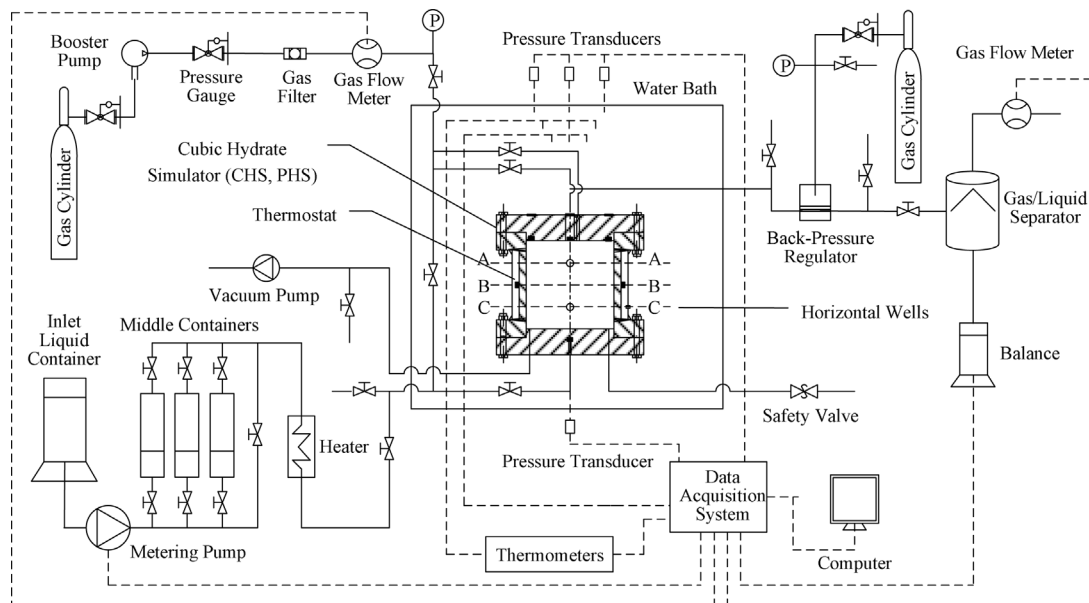 Booster
Pump
Pressure
Gauge
Gas
Filter
Gas Flow
Meter
P
Gas Cylinder
Pressure Transducers
Water Bath
P
Gas Cylinder
Gas Flow Meter
Cubic Hydrate
Simulator (CHS, PHS)
Thermostat
Gas/Liquid
Separator
Back-Pressure
Regulator
A A
B B
C C
Vacuum Pump
Horizontal Wells
Inlet
Liquid
Container
Middle Containers
Balance
Heater
Safety Valve
Pressure Transducer
Data
Acquisition
System
Metering Pump
Thermometers
Computer